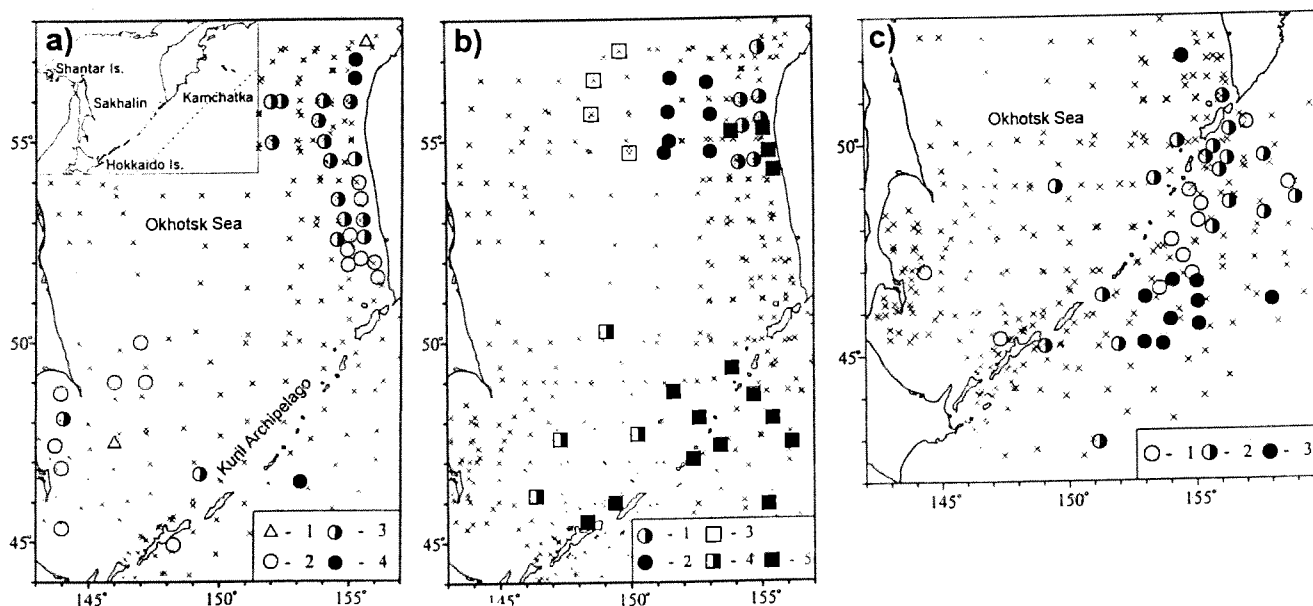 a)
Shantar Is.
Sakhalin
Kamchatka
Hokkaido Is.
Okhotsk Sea
Kuril Archipelago
55°
50°
45°
145°
150°
155°
- 1
- 3
- 2
- 4
b)
55°
50°
45°
145°
150°
155°
- 1
- 3
- 2
- 4
- 5
c)
Okhotsk Sea
50°
45°
145°
150°
155°
- 1
- 2
- 3